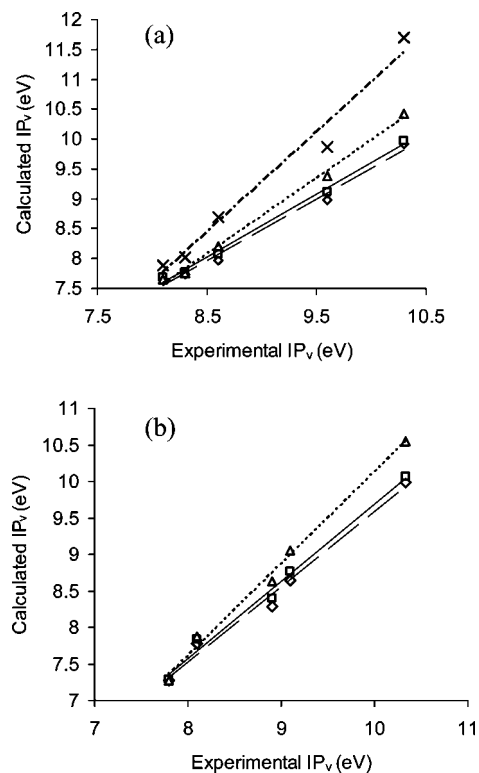 (a)
12
11.5
11
10.5
10
9.5
9
8.5
8
7.5
Calculated IPv (eV)
7.5 8.5 9.5 10.5
Experimental IPv (eV)
(b)
11
10.5
10
9.5
9
8.5
8
7.5
7
Calculated IPv (eV)
7 8 9 10 11
Experimental IPv (eV)